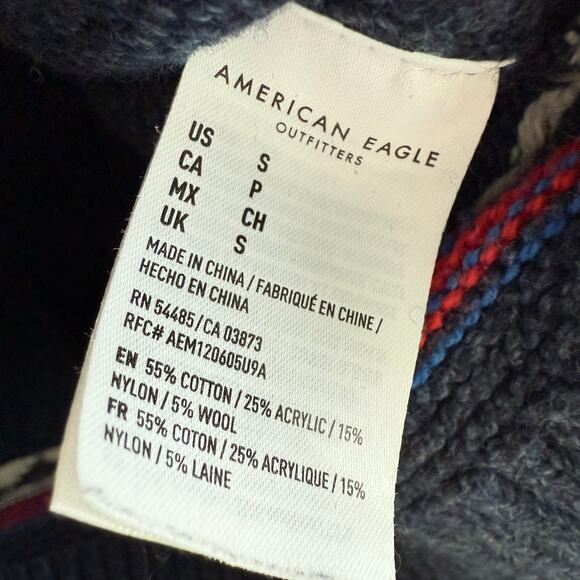 AMERICAN EAGLE
OUTFITTERS
US S
CA P
MX CH
UK S
MADE IN CHINA / FABRIQUÉ EN CHINE /
HECHO EN CHINA
RN 54485 / CA 03873
RFC# AEM120605U9A
EN 55% COTTON / 25% ACRYLIC / 15%
NYLON / 5% WOOL
FR 55% COTON / 25% ACRYLIQUE / 15%
NYLON / 5% LAINE